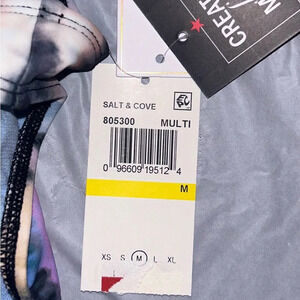 CREAT
M
SALT & COVE
805300 MULTI
0 96609 19512 4
M
XS S M L XL